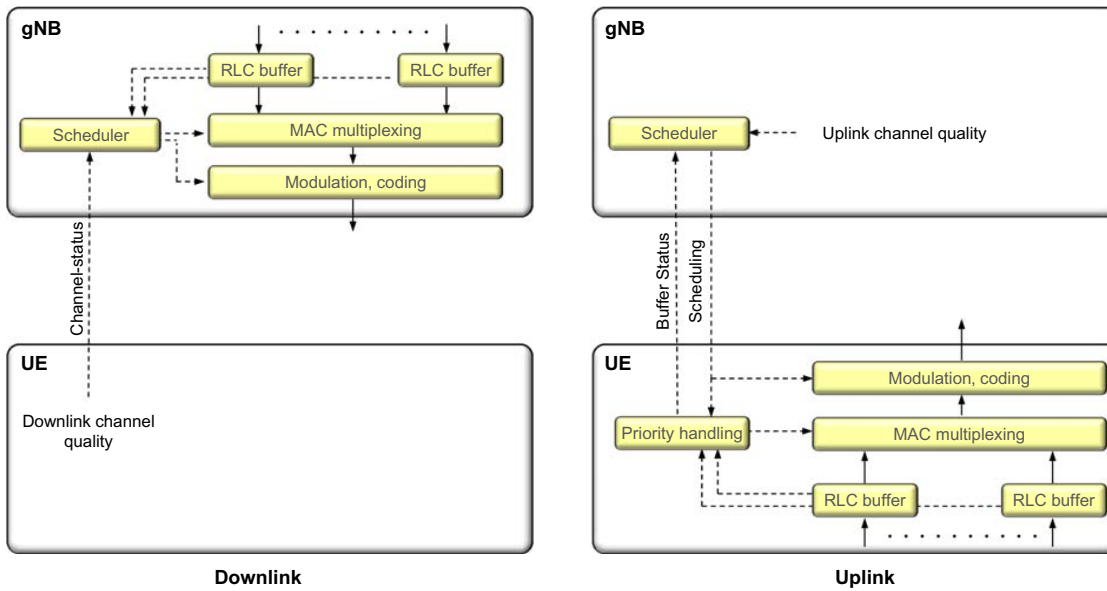 gNB
RLC buffer
RLC buffer
Scheduler
MAC multiplexing
Modulation, coding
Channel-status
UE
Downlink channel
quality
Downlink
gNB
Scheduler
Uplink channel quality
Buffer Status
Scheduling
UE
Modulation, coding
Priority handling
MAC multiplexing
RLC buffer
RLC buffer
Uplink